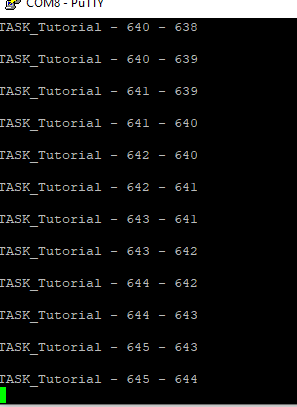 COM8 - PuTTY
TASK_Tutorial - 640 - 638
TASK_Tutorial - 640 - 639
TASK_Tutorial - 641 - 639
TASK_Tutorial - 641 - 640
TASK_Tutorial - 642 - 640
TASK_Tutorial - 642 - 641
TASK_Tutorial - 643 - 641
TASK_Tutorial - 643 - 642
TASK_Tutorial - 644 - 642
TASK_Tutorial - 644 - 643
TASK_Tutorial - 645 - 643
TASK_Tutorial - 645 - 644